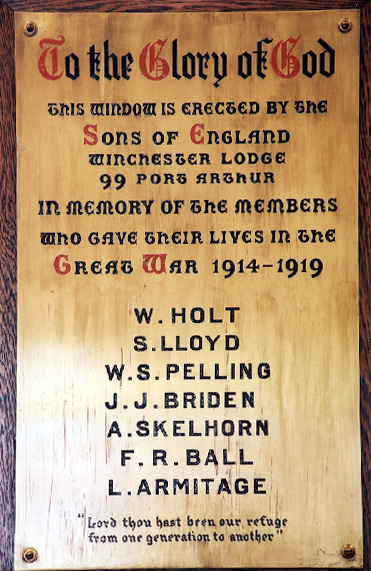 To the Glory of God
THIS WINDOW IS ERECTED BY THE
SONS OF ENGLAND
WINCHESTER LODGE
99 PORT ARTHUR
IN MEMORY OF THE MEMBERS
WHO GAVE THEIR LIVES IN THE
GREAT WAR 1914-1919
W. HOLT
S. LLOYD
W. S. PELLING
J. J. BRIDEN
A. SKELHORN
F. R. BALL
L. ARMITAGE
"Lord thou hast been our refuge
from one generation to another"